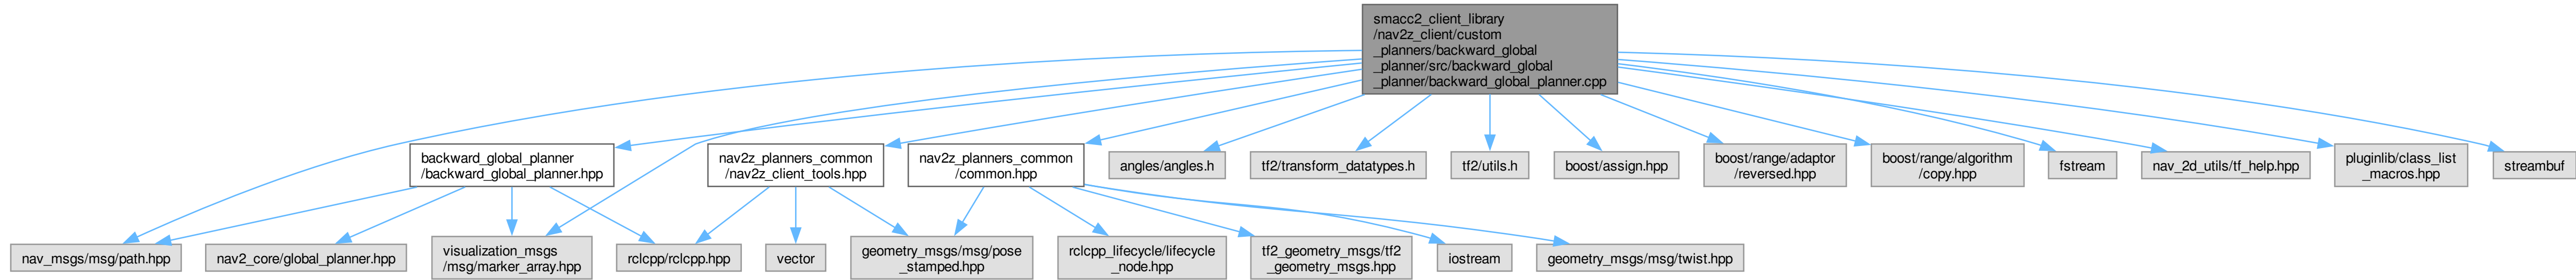 smacc2_client_library
/nav2z_client/custom
_planners/backward_global
_planner/src/backward_global
_planner/backward_global_planner.cpp
backward_global_planner
/backward_global_planner.hpp
nav2z_planners_common
/nav2z_client_tools.hpp
nav2z_planners_common
/common.hpp
angles/angles.h
tf2/transform_datatypes.h
tf2/utils.h
boost/assign.hpp
boost/range/adaptor
/reversed.hpp
boost/range/algorithm
/copy.hpp
fstream
nav_2d_utils/tf_help.hpp
pluginlib/class_list
_macros.hpp
streambuf
nav_msgs/msg/path.hpp
nav2_core/global_planner.hpp
visualization_msgs
/msg/marker_array.hpp
rclcpp/rclcpp.hpp
vector
geometry_msgs/msg/pose
_stamped.hpp
rclcpp_lifecycle/lifecycle
_node.hpp
tf2_geometry_msgs/tf2
_geometry_msgs.hpp
iostream
geometry_msgs/msg/twist.hpp